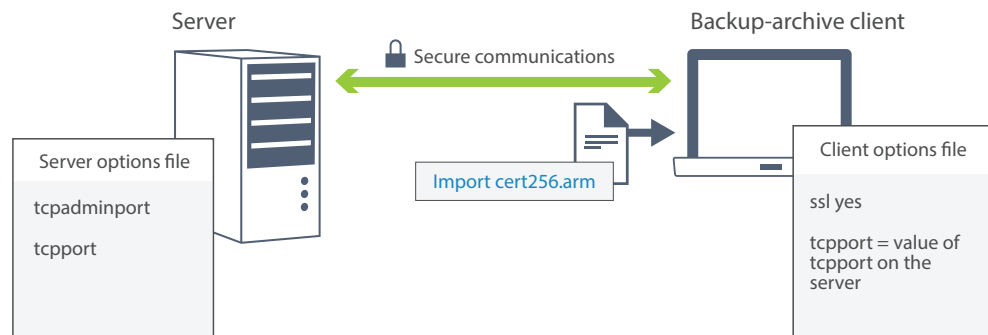 Server
Backup-archive client
Secure communications
Server options file
tcpadminport
tcpport
Import cert256.arm
Client options file
ssl yes
tcpport = value of
tcpport on the
server